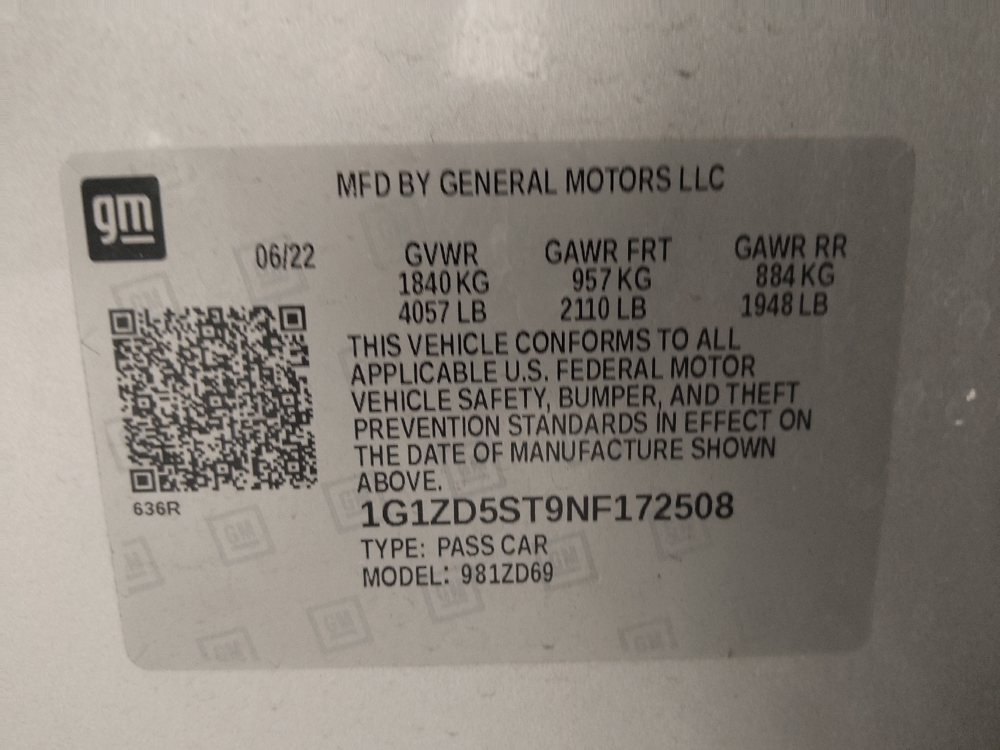 gm
MFD BY GENERAL MOTORS LLC
06/22 GVWR GAWR FRT GAWR RR
1840 KG 957 KG 884 KG
4057 LB 2110 LB 1948 LB
THIS VEHICLE CONFORMS TO ALL
APPLICABLE U.S. FEDERAL MOTOR
VEHICLE SAFETY, BUMPER, AND THEFT
PREVENTION STANDARDS IN EFFECT ON
THE DATE OF MANUFACTURE SHOWN
ABOVE.
636R
1G1ZD5ST9NF172508
TYPE: PASS CAR
MODEL: 981ZD69